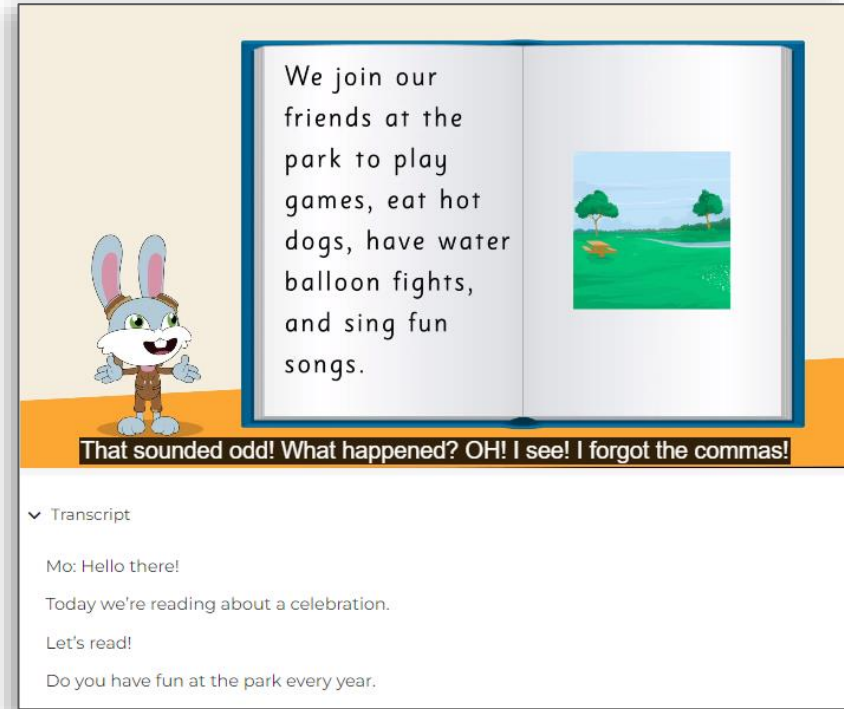 We join our
friends at the
park to play
games, eat hot
dogs, have water
balloon fights,
and sing fun
songs.
That sounded odd! What happened? OH! I see! I forgot the commas!
Transcript
Mo: Hello there!
Today we're reading about a celebration.
Let's read!
Do you have fun at the park every year.